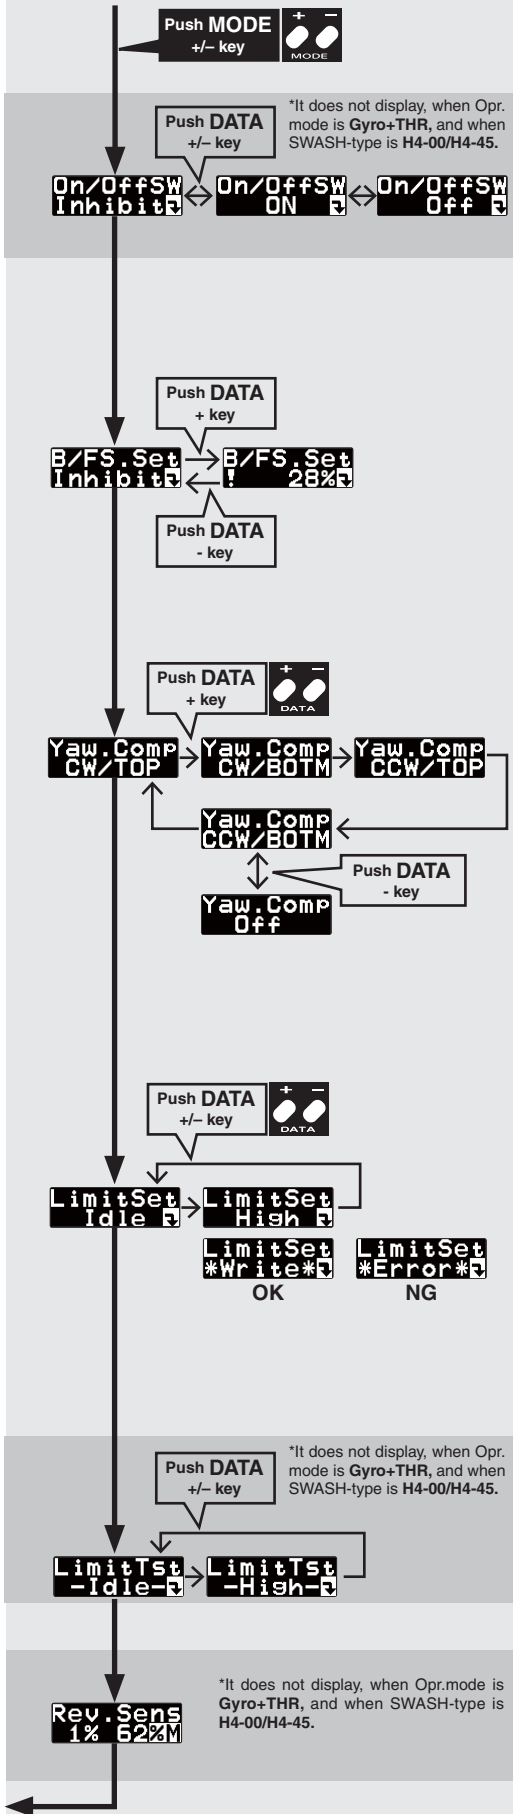 Push MODE
+/– key
+ –
MODE
*It does not display, when Opr.
mode is Gyro+THR, and when
SWASH-type is H4-00/H4-45.
Push DATA
+/– key
On/OffSW
Inhibit
On/OffSW
ON
On/OffSW
Off
Push DATA
+ key
B/FS.Set
Inhibit
B/FS.Set
! 28%
Push DATA
- key
Push DATA
+ key
+ –
DATA
Yaw.Comp
CW/TOP
Yaw.Comp
CW/BOTM
Yaw.Comp
CCW/TOP
Yaw.Comp
CCW/BOTM
Push DATA
- key
Yaw.Comp
Off
Push DATA
+/– key
+ –
DATA
LimitSet
Idle
LimitSet
High
LimitSet
*Write*
OK
LimitSet
*Error*
NG
*It does not display, when Opr.
mode is Gyro+THR, and when
SWASH-type is H4-00/H4-45.
Push DATA
+/– key
LimitTst
-Idle-
LimitTst
-High-
*It does not display, when Opr.mode is
Gyro+THR, and when SWASH-type is
H4-00/H4-45.
Rev.Sens
1% 62%M